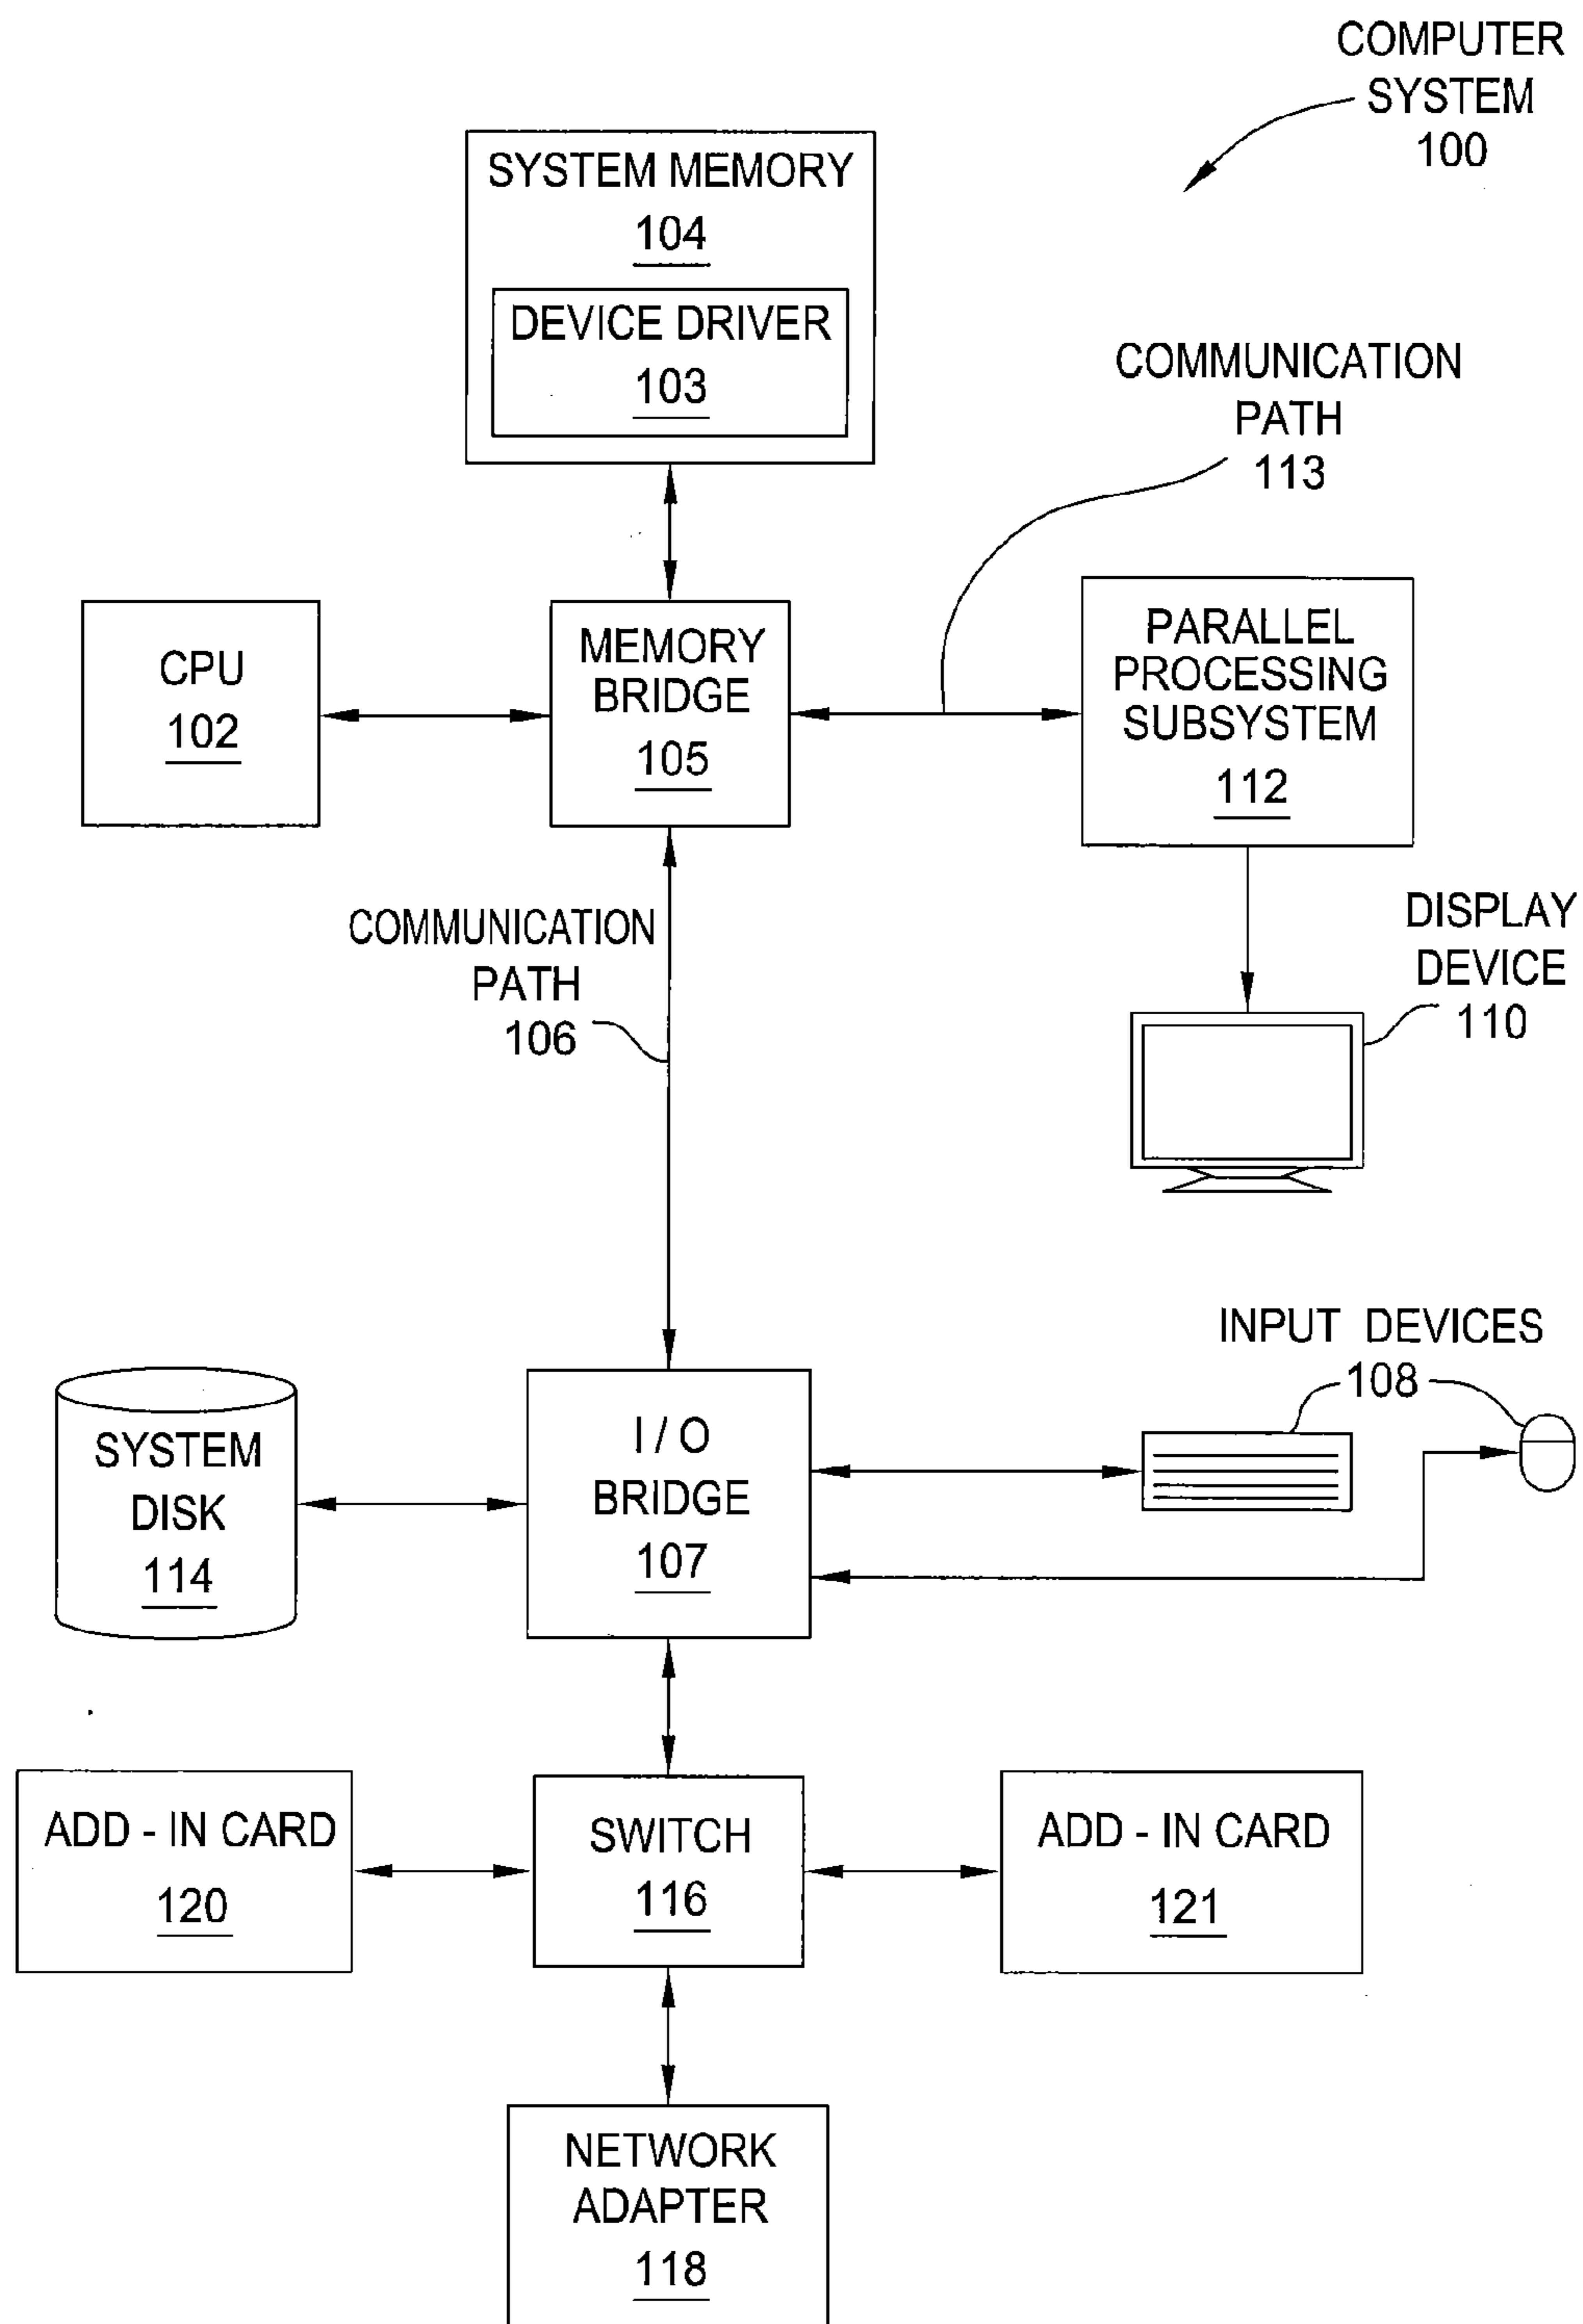 COMPUTER
SYSTEM
100
SYSTEM MEMORY
104
DEVICE DRIVER
103
COMMUNICATION
PATH
113
CPU
102
MEMORY
BRIDGE
105
PARALLEL
PROCESSING
SUBSYSTEM
112
COMMUNICATION
PATH
106
DISPLAY
DEVICE
110
INPUT DEVICES
108
SYSTEM
DISK
114
I / O
BRIDGE
107
ADD - IN CARD
120
SWITCH
116
ADD - IN CARD
121
NETWORK
ADAPTER
118